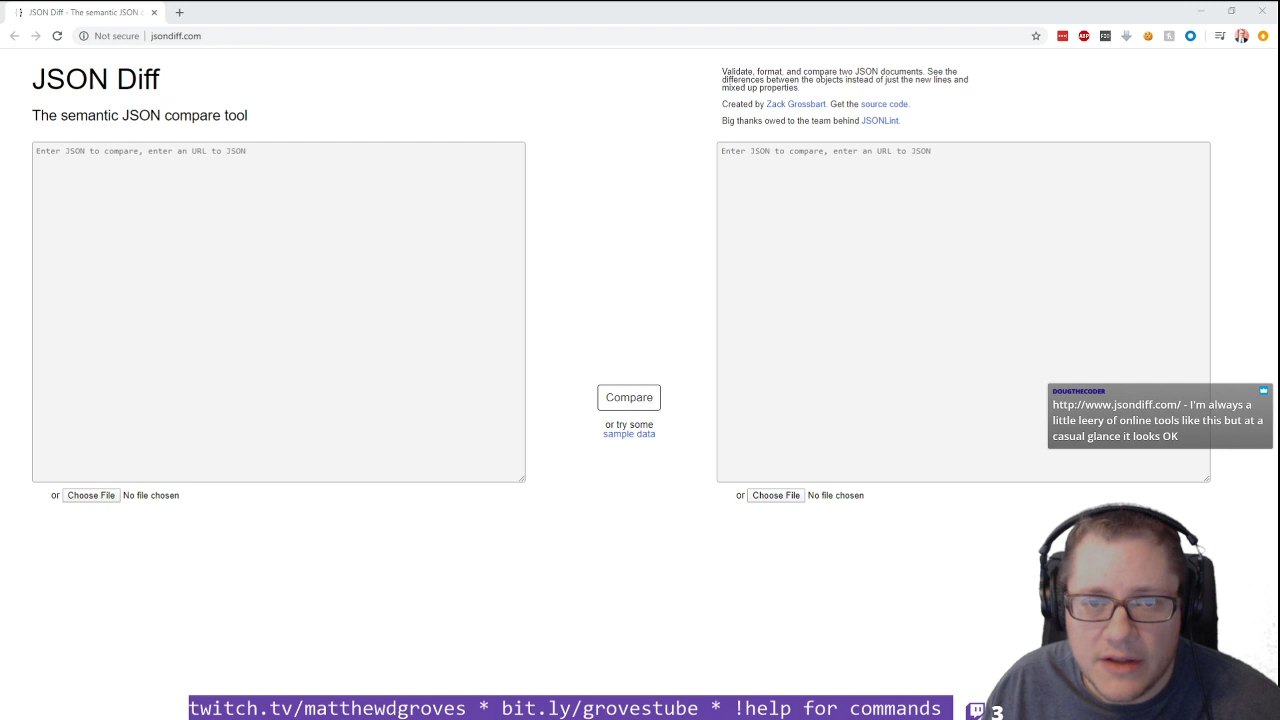 JSON Diff - The semantic JSON c
Not secure | jsondiff.com
JSON Diff
The semantic JSON compare tool
Validate, format, and compare two JSON documents. See the
differences between the objects instead of just the new lines and
mixed up properties.
Created by Zack Grossbart. Get the source code.
Big thanks owed to the team behind JSONLint.
Enter JSON to compare, enter an URL to JSON
Enter JSON to compare, enter an URL to JSON
Compare
or try some
sample data
DOUGTHECODER
http://www.jsondiff.com/ - I'm always a
little leery of online tools like this but at a
casual glance it looks OK
or Choose File No file chosen
or Choose File No file chosen
twitch.tv/matthewdgroves * bit.ly/grovestube * !help for commands
3